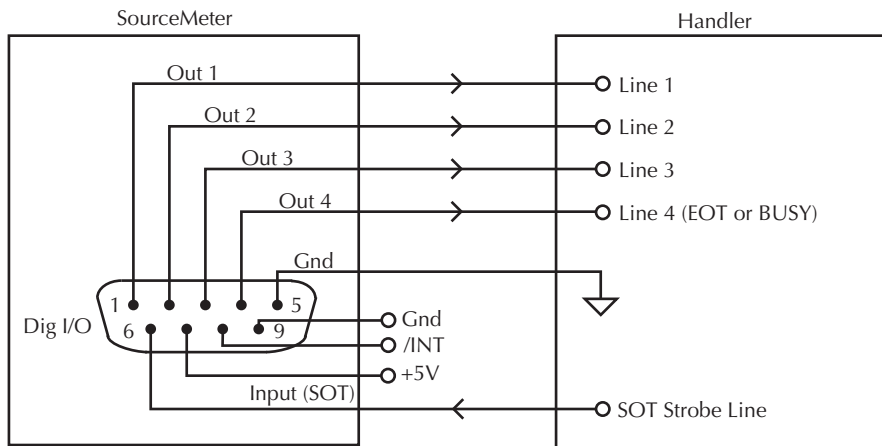 SourceMeter
Handler
Out 1
Line 1
Out 2
Line 2
Out 3
Line 3
Out 4
Line 4 (EOT or BUSY)
Gnd
1
5
Dig I/O
6
9
Gnd
/INT
+5V
Input (SOT)
SOT Strobe Line